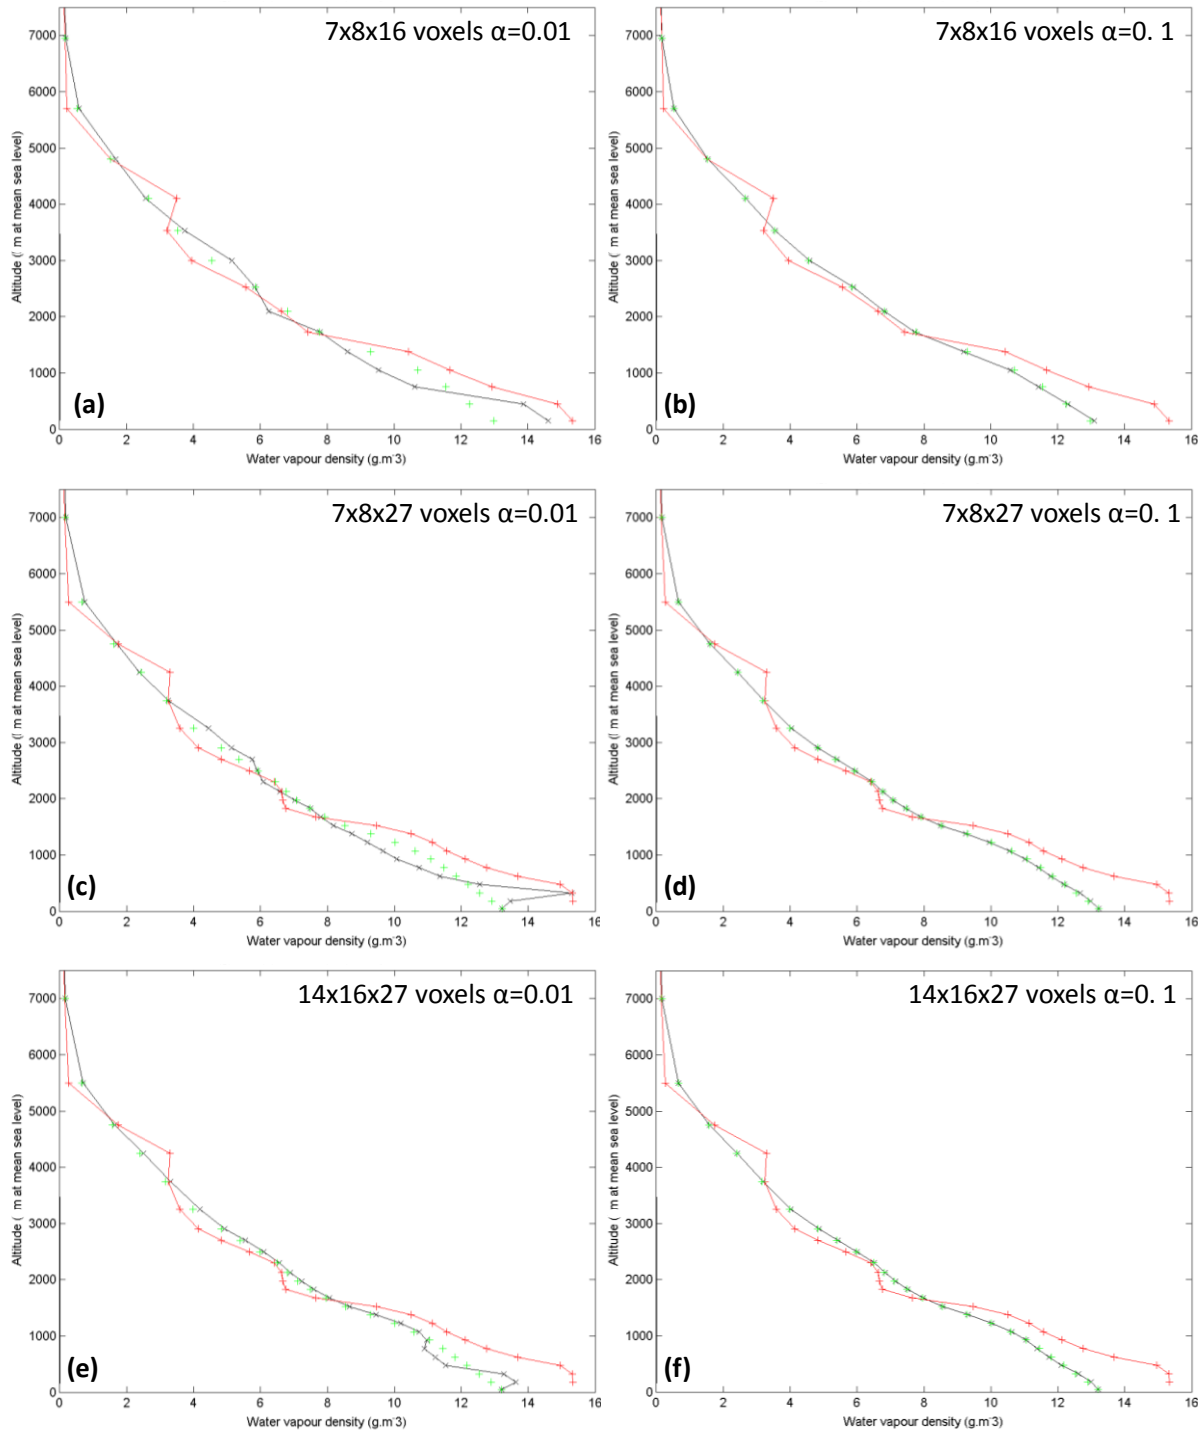 7x8x16 voxels α=0.01
7000
6000
5000
4000
3000
2000
1000
0
Altitude ( m at mean sea level)
(a)
0 2 4 6 8 10 12 14 16
Water vapour density (g.m⁻3)
7x8x16 voxels α=0. 1
7000
6000
5000
4000
3000
2000
1000
0
Altitude ( m at mean sea level)
(b)
0 2 4 6 8 10 12 14 16
Water vapour density (g.m⁻3)
7x8x27 voxels α=0.01
7000
6000
5000
4000
3000
2000
1000
0
Altitude ( m at mean sea level)
(c)
0 2 4 6 8 10 12 14 16
Water vapour density (g.m⁻3)
7x8x27 voxels α=0. 1
7000
6000
5000
4000
3000
2000
1000
0
Altitude ( m at mean sea level)
(d)
0 2 4 6 8 10 12 14 16
Water vapour density (g.m⁻3)
14x16x27 voxels α=0.01
7000
6000
5000
4000
3000
2000
1000
0
Altitude ( m at mean sea level)
(e)
0 2 4 6 8 10 12 14 16
Water vapour density (g.m⁻3)
14x16x27 voxels α=0. 1
7000
6000
5000
4000
3000
2000
1000
0
Altitude ( m at mean sea level)
(f)
0 2 4 6 8 10 12 14 16
Water vapour density (g.m⁻3)